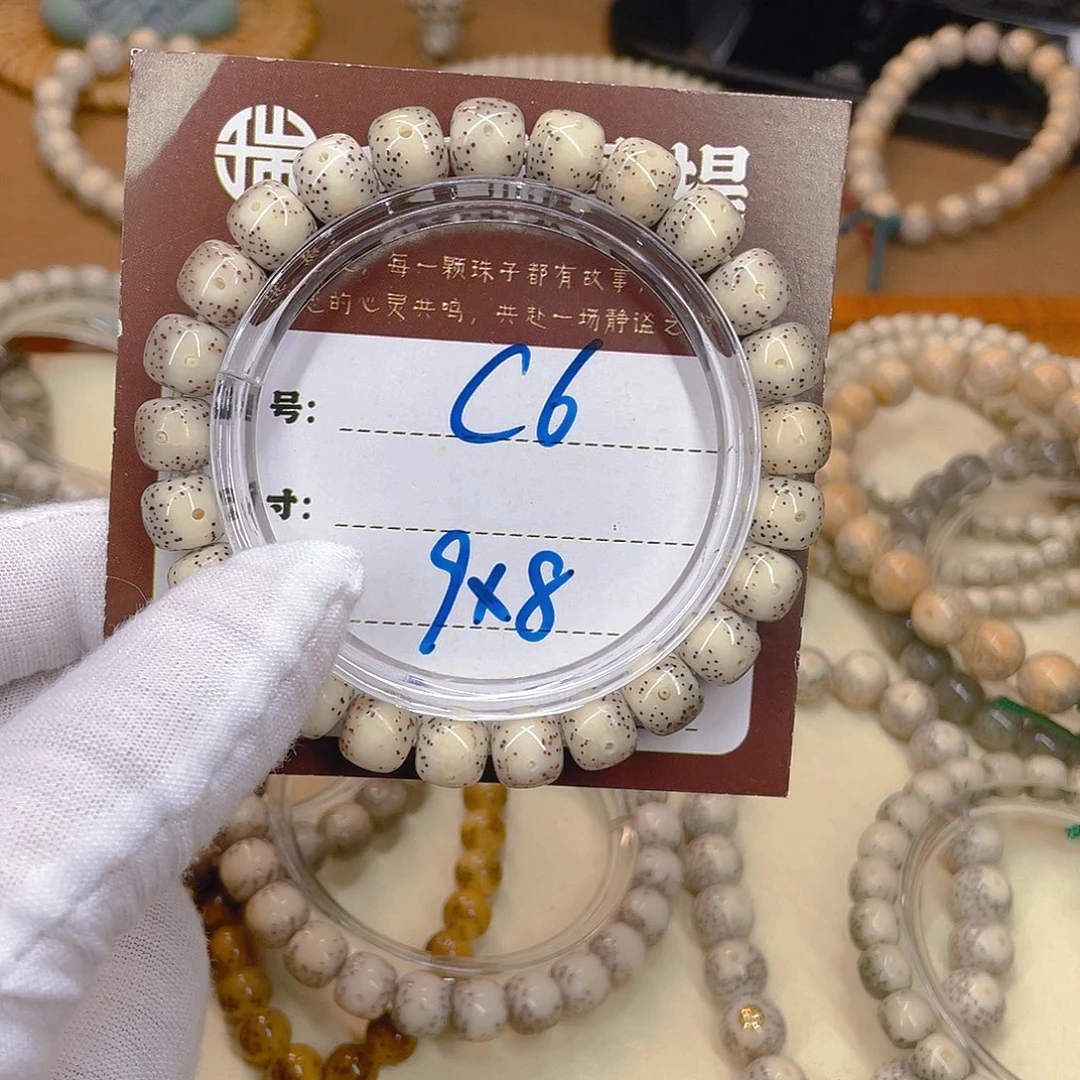 瑞
每一颗珠子都有故事,
的心灵共鸣, 共赴一场静谧之
号: C6
寸:
9x8